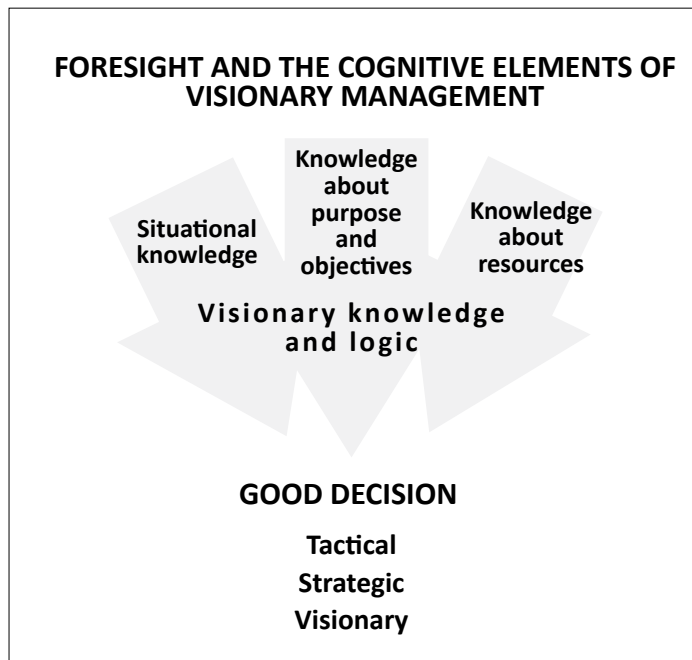 FORESIGHT AND THE COGNITIVE ELEMENTS OF
VISIONARY MANAGEMENT
Situational
knowledge
Knowledge
about
purpose
and
objectives
Knowledge
about
resources
Visionary knowledge
and logic
GOOD DECISION
Tactical
Strategic
Visionary